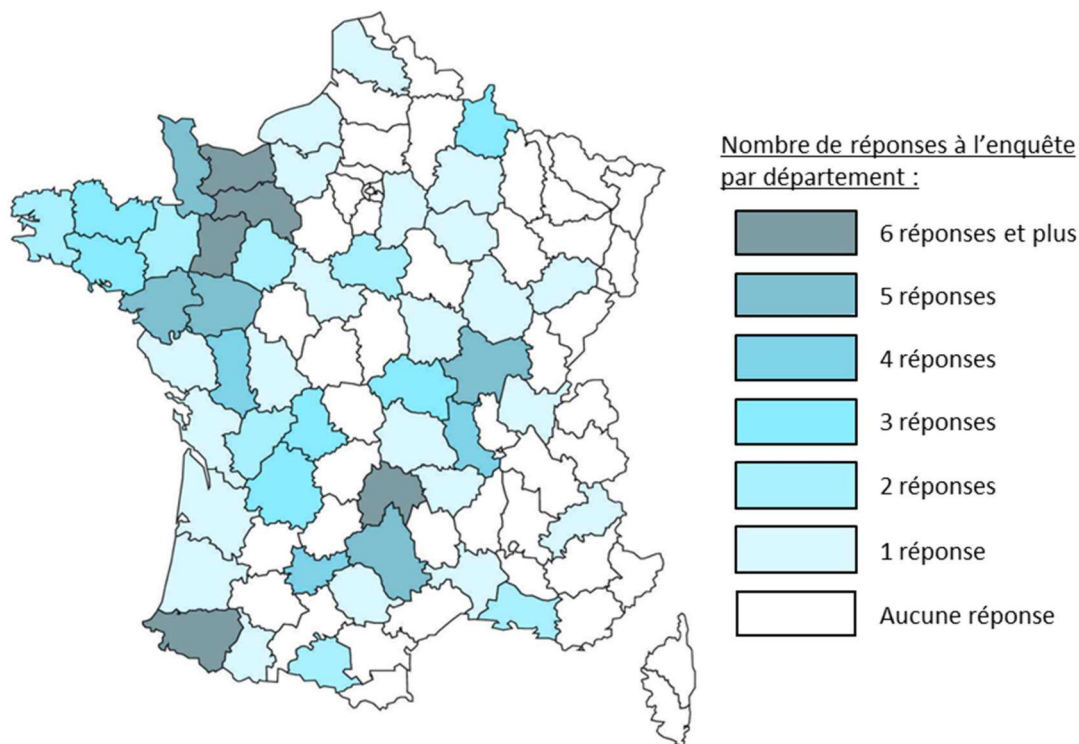 Nombre de réponses à l’enquête
par département :
6 réponses et plus
5 réponses
4 réponses
3 réponses
2 réponses
1 réponse
Aucune réponse